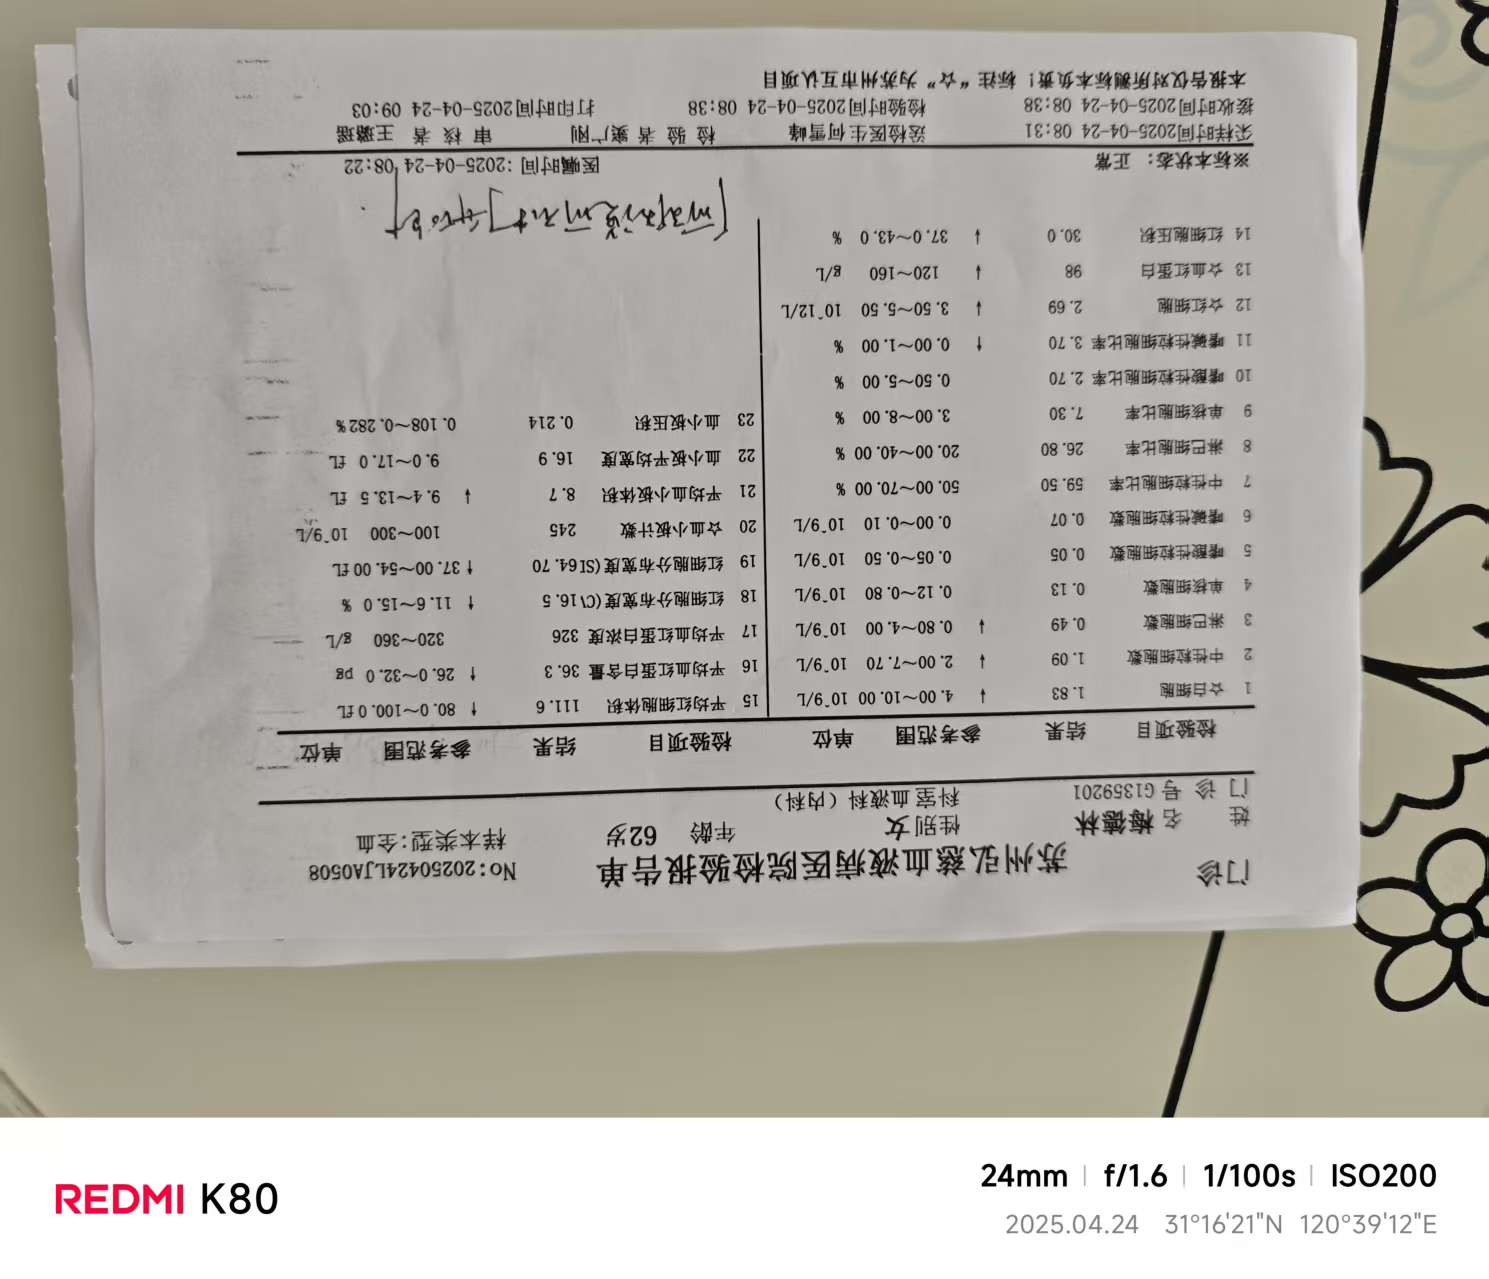 REDMI K80
24mm | f/1.6 | 1/100s | ISO200
2025.04.24 31°16'21"N 120°39'12"E
门诊
苏州弘慈血液病医院检验报告单
No:20250424LJA0508
姓 名 梅德林 性别 女 年龄 62岁 样本类型:全血
门 诊 号 G1359201 科室 血液科（内科）
检验项目 结果 参考范围 单位
1 ☆白细胞 1.83 ↓ 4.00～10.00 10^9/L
2 中性粒细胞数 1.09 ↓ 2.00～7.70 10^9/L
3 淋巴细胞数 0.49 ↓ 0.80～4.00 10^9/L
4 单核细胞数 0.13 0.12～0.80 10^9/L
5 嗜酸性粒细胞数 0.05 0.05～0.50 10^9/L
6 嗜碱性粒细胞数 0.07 0.00～0.10 10^9/L
7 中性粒细胞比率 59.50 50.00～70.00 %
8 淋巴细胞比率 26.80 20.00～40.00 %
9 单核细胞比率 7.30 3.00～8.00 %
10 嗜酸性粒细胞比率 2.70 0.50～5.00 %
11 嗜碱性粒细胞比率 3.70 ↑ 0.00～1.00 %
12 ☆红细胞 2.69 ↓ 3.50～5.50 10^12/L
13 ☆血红蛋白 98 ↓ 120～160 g/L
14 红细胞压积 30.0 ↓ 37.0～43.0 %
检验项目 结果 参考范围 单位
15 平均红细胞体积 111.6 ↑ 80.0～100.0 fL
16 平均血红蛋白含量 36.3 ↑ 26.0～32.0 pg
17 平均血红蛋白浓度 326 320～360 g/L
18 红细胞分布宽度(CV 16.5 ↑ 11.6～15.0 %
19 红细胞分布宽度(SD 64.70 ↑ 37.00～54.00 fL
20 ☆血小板计数 245 100～300 10^9/L
21 平均血小板体积 8.7 ↓ 9.4～13.5 fL
22 血小板平均宽度 16.9 9.0～17.0 fL
23 血小板压积 0.214 0.108～0.282 %
说可不打升白针.
※标本状态: 正常 医嘱时间:2025-04-24 08:22
采样时间2025-04-24 08:31 送检医生 何雪峰 检 验 者 窦广刚 审 核 者 王璐瑶
接收时间2025-04-24 08:38 检验时间2025-04-24 08:38 打印时间2025-04-24 09:03
本报告仅对所测标本负责! 标注“☆”为苏州市互认项目